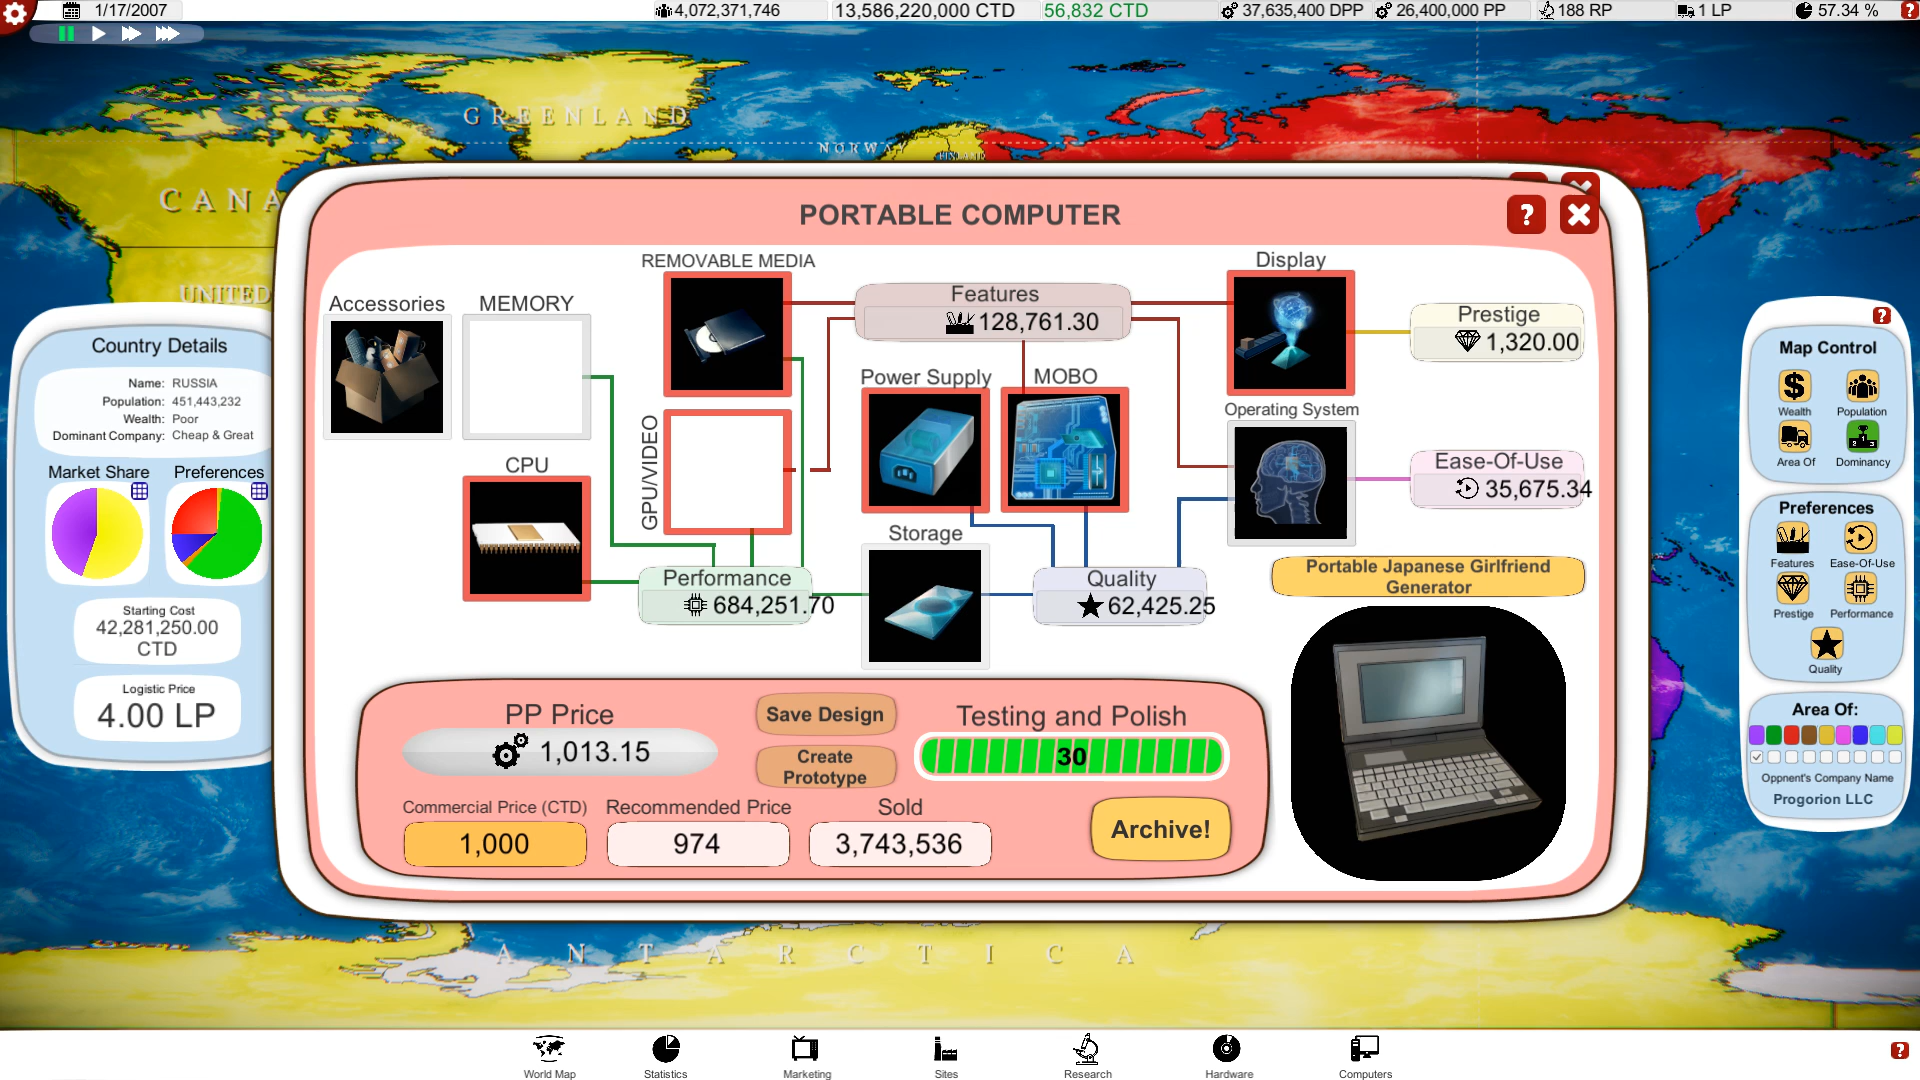 1/17/2007
4,072,371,746
13,586,220,000 CTD
56,832 CTD
37,635,400 DPP
26,400,000 PP
188 RP
1 LP
57.34 %
?
GREENLAND
NORWAY
FINLAND
CANA
UNITED
PORTABLE COMPUTER
?
Accessories
MEMORY
REMOVABLE MEDIA
Features
128,761.30
Display
Prestige
1,320.00
Power Supply
MOBO
Operating System
CPU
GPU/VIDEO
Ease-Of-Use
35,675.34
Storage
Performance
684,251.70
Quality
62,425.25
Portable Japanese Girlfriend
Generator
PP Price
1,013.15
Save Design
Create
Prototype
Testing and Polish
30
Commercial Price (CTD)
1,000
Recommended Price
974
Sold
3,743,536
Archive!
Country Details
Name: RUSSIA
Population: 451,443,232
Wealth: Poor
Dominant Company: Cheap & Great
Market Share
Preferences
Starting Cost
42,281,250.00
CTD
Logistic Price
4.00 LP
?
Map Control
Wealth
Population
Area Of
Dominancy
Preferences
Features
Ease-Of-Use
Prestige
Performance
Quality
Area Of:
Oppnent's Company Name
Progorion LLC
ANTARCTICA
World Map
Statistics
Marketing
Sites
Research
Hardware
Computers
?